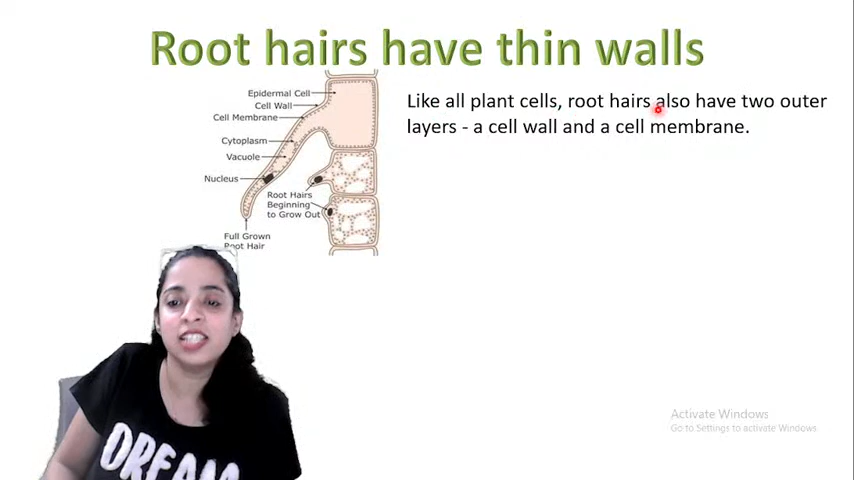 Root hairs have thin walls
Like all plant cells, root hairs also have two outer
layers - a cell wall and a cell membrane.
Epidermal Cell
Cell Wall
Cell Membrane
Cytoplasm
Vacuole
Nucleus
Root Hairs
Beginning
to Grow Out
Full Grown
Root Hair
DREAM
Activate Windows
Go to Settings to activate Windows.